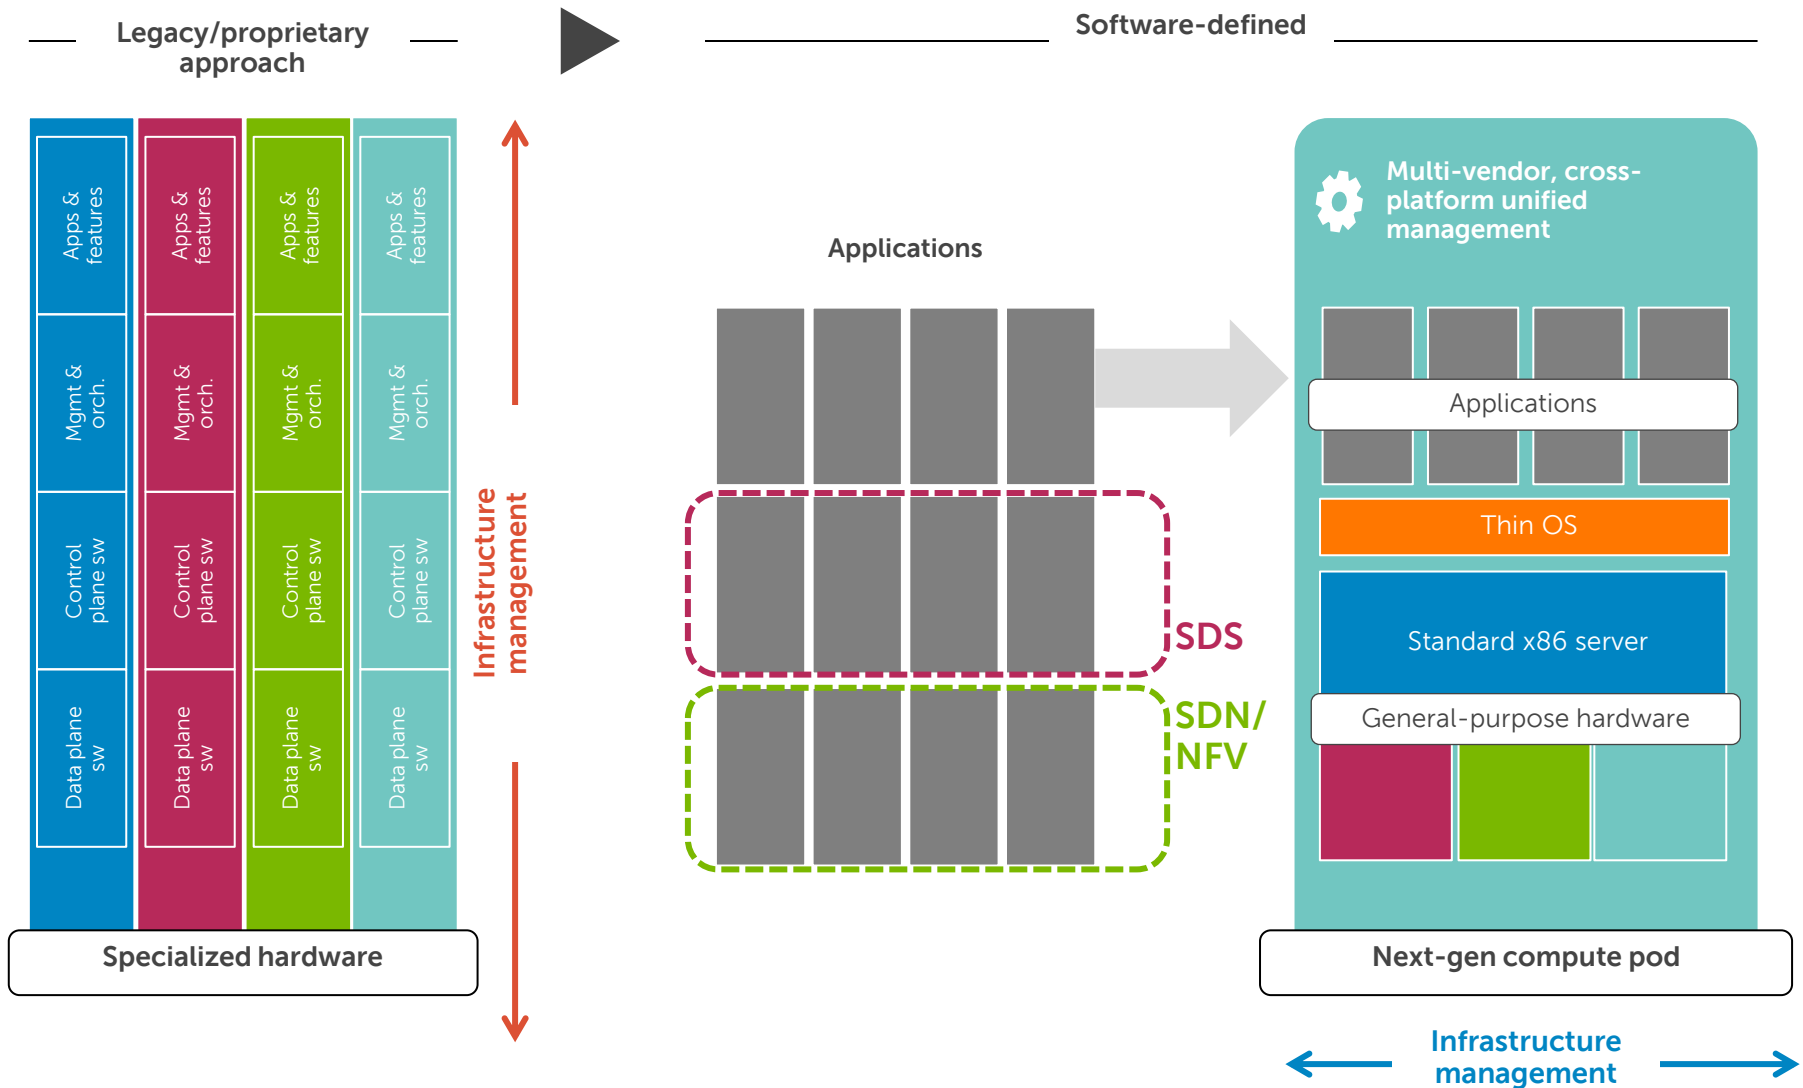 Legacy/proprietary
approach
Software-defined
Apps &
features
Mgmt &
orch.
Control
plane sw
Data plane
sw
Apps &
features
Mgmt &
orch.
Control
plane sw
Data plane
sw
Apps &
features
Mgmt &
orch.
Control
plane sw
Data plane
sw
Apps &
features
Mgmt &
orch.
Control
plane sw
Data plane
sw
Specialized hardware
Infrastructure
management
Applications
SDS
SDN/
NFV
Multi-vendor, cross-
platform unified
management
Applications
Thin OS
Standard x86 server
General-purpose hardware
Next-gen compute pod
Infrastructure
management